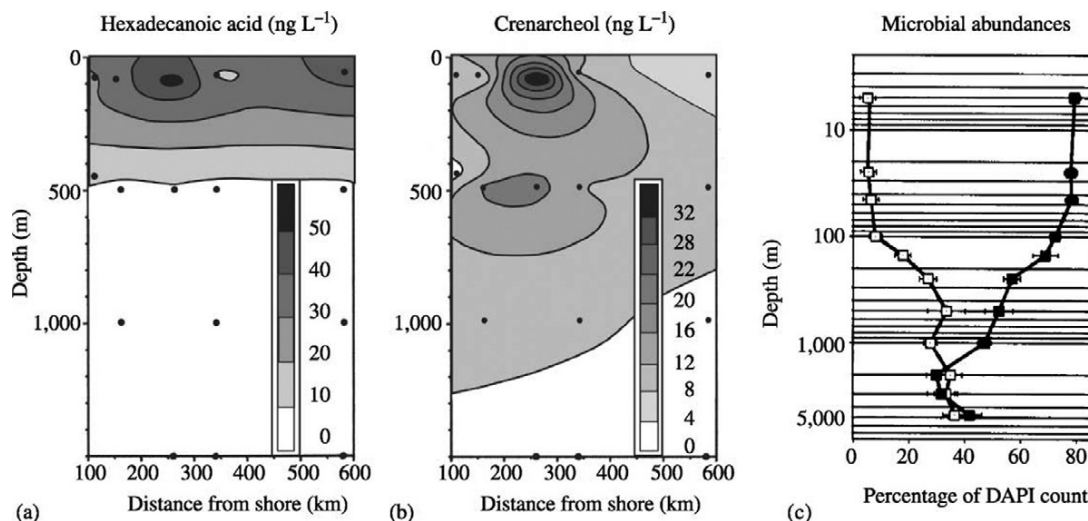 Hexadecanoic acid (ng L⁻¹)
Crenarcheol (ng L⁻¹)
Microbial abundances
0
500
1,000
Depth (m)
50
40
30
20
10
0
100 200 300 400 500 600
Distance from shore (km)
(a)
0
500
1,000
32
28
22
20
16
12
8
4
0
100 200 300 400 500 600
Distance from shore (km)
(b)
10
100
1,000
5,000
Depth (m)
0 20 40 60 80
Percentage of DAPI count
(c)